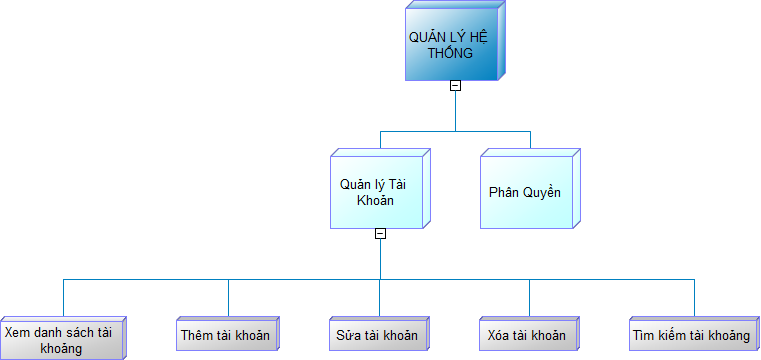 QUẢN LÝ HỆ
THỐNG
Quản lý Tài
Khoản
Phân Quyền
Xem danh sách tài
khoảng
Thêm tài khoản
Sửa tài khoản
Xóa tài khoản
Tìm kiếm tài khoảng